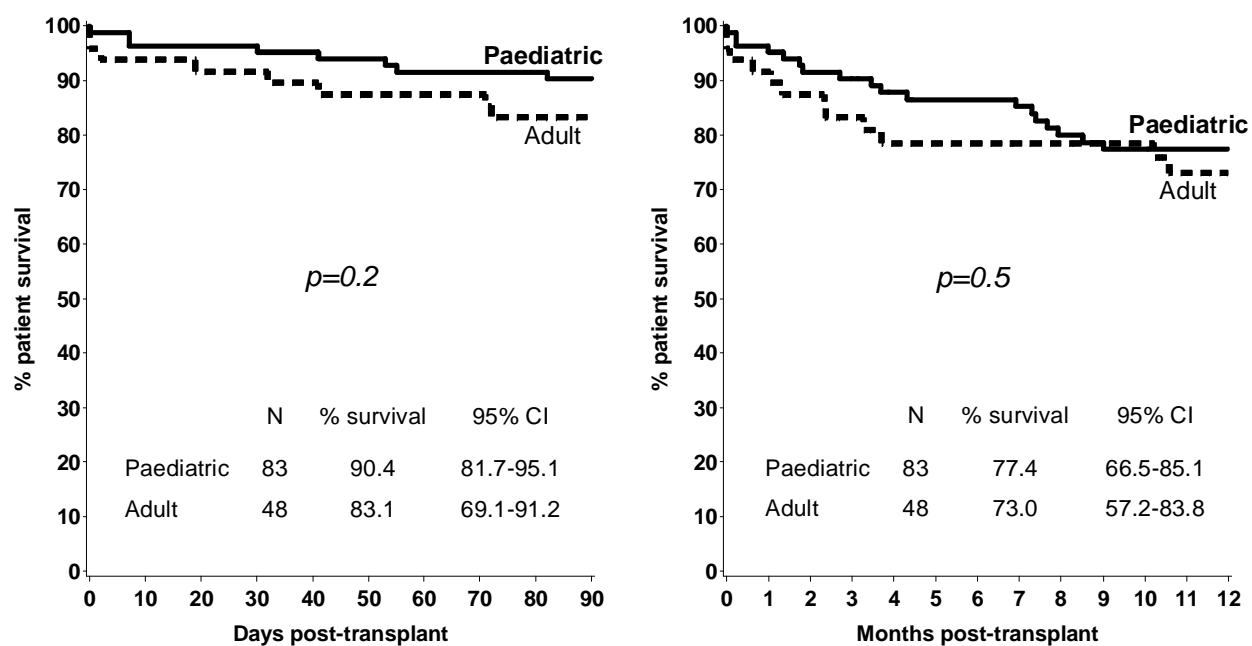 100
90
80
70
60
50
40
30
20
10
0
% patient survival
Paediatric
Adult
p=0.2
N % survival 95% CI
Paediatric 83 90.4 81.7-95.1
Adult 48 83.1 69.1-91.2
0 10 20 30 40 50 60 70 80 90
Days post-transplant
100
90
80
70
60
50
40
30
20
10
0
% patient survival
Paediatric
Adult
p=0.5
N % survival 95% CI
Paediatric 83 77.4 66.5-85.1
Adult 48 73.0 57.2-83.8
0 1 2 3 4 5 6 7 8 9 10 11 12
Months post-transplant